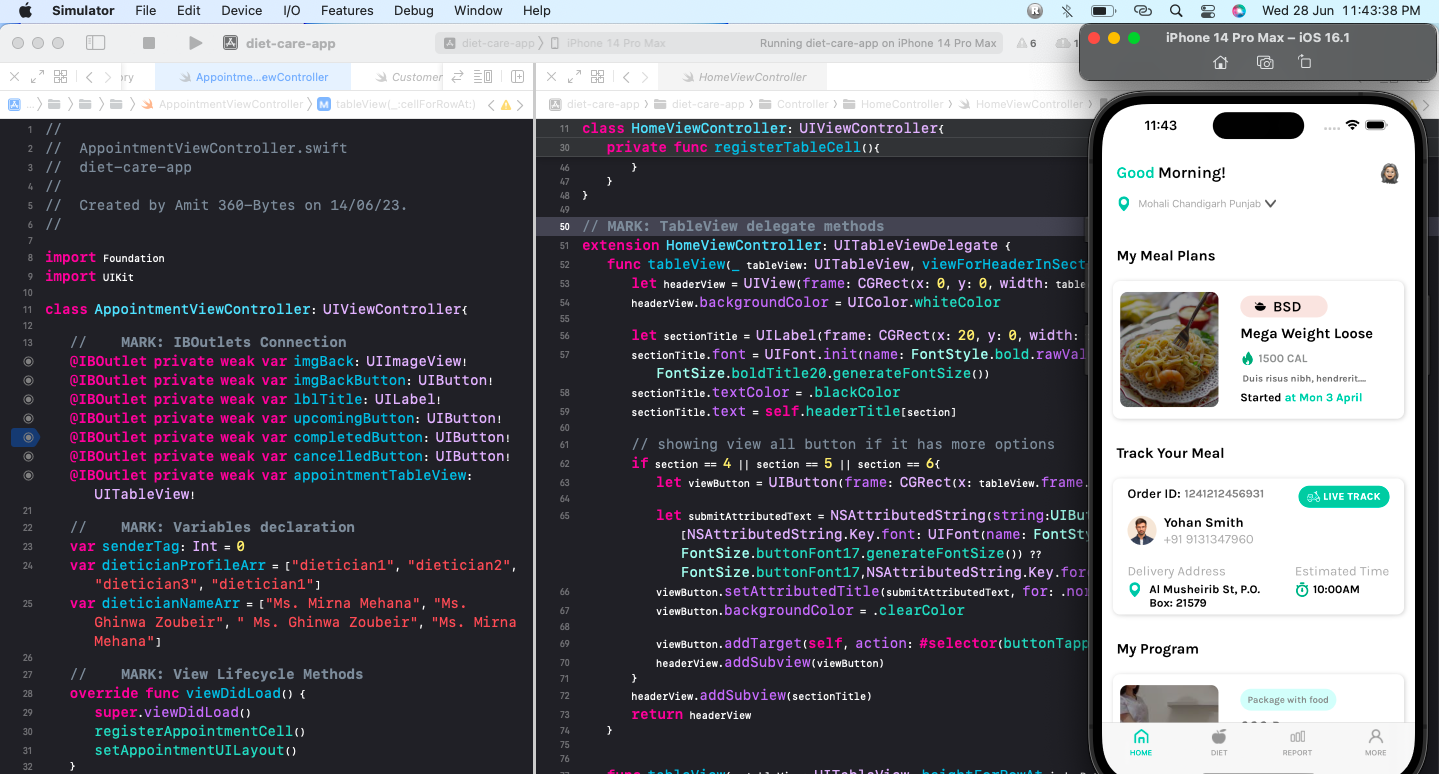 Simulator File Edit Device I/O Features Debug Window Help Wed 28 Jun 11:43:38 PM
diet-care-app diet-care-app iPhone 14 Pro Max Running diet-care-app on iPhone 14 Pro Max 6 1
iPhone 14 Pro Max – iOS 16.1
ry Appointme...ewController Customer
... AppointmentViewController M tableView(_:cellForRowAt:)
1 //
2 // AppointmentViewController.swift
3 // diet-care-app
4 //
5 // Created by Amit 360-Bytes on 14/06/23.
6 //
7
8 import Foundation
9 import UIKit
10
11 class AppointmentViewController: UIViewController{
12
13 // MARK: IBOutlets Connection
@IBOutlet private weak var imgBack: UIImageView!
@IBOutlet private weak var imgBackButton: UIButton!
@IBOutlet private weak var lblTitle: UILabel!
@IBOutlet private weak var upcomingButton: UIButton!
@IBOutlet private weak var completedButton: UIButton!
@IBOutlet private weak var cancelledButton: UIButton!
@IBOutlet private weak var appointmentTableView:
UITableView!
21
22 // MARK: Variables declaration
23 var senderTag: Int = 0
24 var dieticianProfileArr = ["dietician1", "dietician2",
"dietician3", "dietician1"]
25 var dieticianNameArr = ["Ms. Mirna Mehana", "Ms.
Ghinwa Zoubeir", " Ms. Ghinwa Zoubeir", "Ms. Mirna
Mehana"]
26
27 // MARK: View Lifecycle Methods
28 override func viewDidLoad() {
29 super.viewDidLoad()
30 registerAppointmentCell()
31 setAppointmentUILayout()
32 }
HomeViewController
diet-care-app diet-care-app Controller HomeController HomeViewController
11 class HomeViewController: UIViewController{
30 private func registerTableCell(){
46 }
47 }
48 }
49
50 // MARK: TableView delegate methods
51 extension HomeViewController: UITableViewDelegate {
52 func tableView(_ tableView: UITableView, viewForHeaderInSect
53 let headerView = UIView(frame: CGRect(x: 0, y: 0, width: table
54 headerView.backgroundColor = UIColor.whiteColor
55
56 let sectionTitle = UILabel(frame: CGRect(x: 20, y: 0, width:
57 sectionTitle.font = UIFont.init(name: FontStyle.bold.rawVal
FontSize.boldTitle20.generateFontSize())
58 sectionTitle.textColor = .blackColor
59 sectionTitle.text = self.headerTitle[section]
60
61 // showing view all button if it has more options
62 if section == 4 || section == 5 || section == 6{
63 let viewButton = UIButton(frame: CGRect(x: tableView.frame.
64
65 let submitAttributedText = NSAttributedString(string:UIBut
[NSAttributedString.Key.font: UIFont(name: FontSty
FontSize.buttonFont17.generateFontSize()) ??
FontSize.buttonFont17,NSAttributedString.Key.for
66 viewButton.setAttributedTitle(submitAttributedText, for: .nor
67 viewButton.backgroundColor = .clearColor
68
69 viewButton.addTarget(self, action: #selector(buttonTapp
70 headerView.addSubview(viewButton)
71 }
72 headerView.addSubview(sectionTitle)
73 return headerView
74 }
75
76
11:43
Good Morning!
Mohali Chandigarh Punjab
My Meal Plans
BSD
Mega Weight Loose
1500 CAL
Duis risus nibh, hendrerit....
Started at Mon 3 April
Track Your Meal
Order ID: 1241212456931
LIVE TRACK
Yohan Smith
+91 9131347960
Delivery Address Estimated Time
Al Musheirib St, P.O. 10:00AM
Box: 21579
My Program
Package with food
HOME DIET REPORT MORE